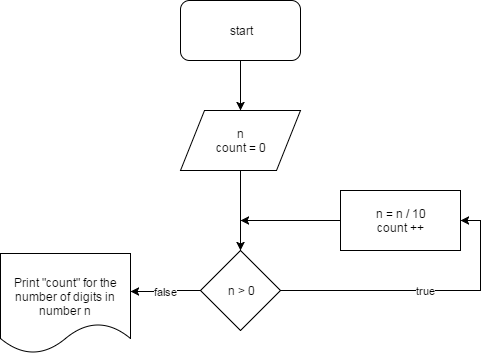 start
n
count = 0
n = n / 10
count ++
n > 0
true
false
Print "count" for the
number of digits in
number n